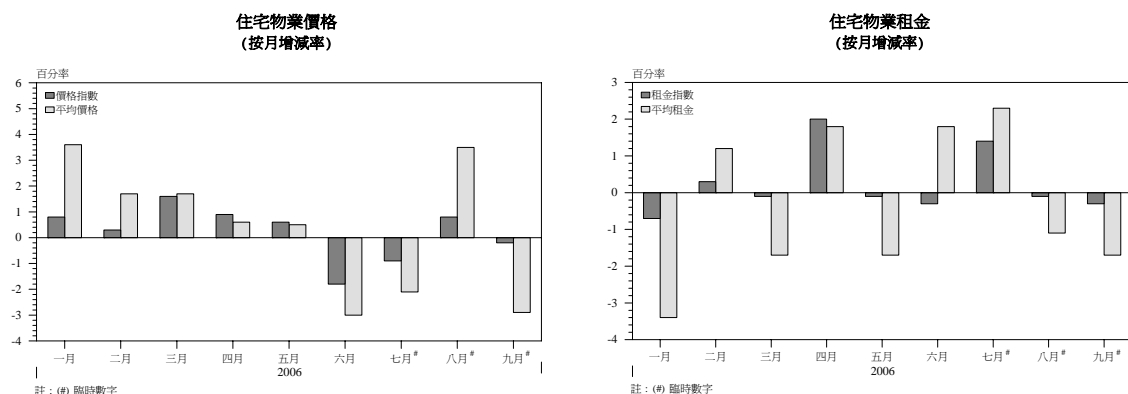 住宅物業價格
(按月增減率)
百分率
價格指數
平均價格
6
5
4
3
2
1
0
-1
-2
-3
-4
一月 二月 三月 四月 五月 六月 七月# 八月# 九月#
2006
註 : (#) 臨時數字
住宅物業租金
(按月增減率)
百分率
租金指數
平均租金
3
2
1
0
-1
-2
-3
-4
一月 二月 三月 四月 五月 六月 七月# 八月# 九月#
2006
註 : (#) 臨時數字